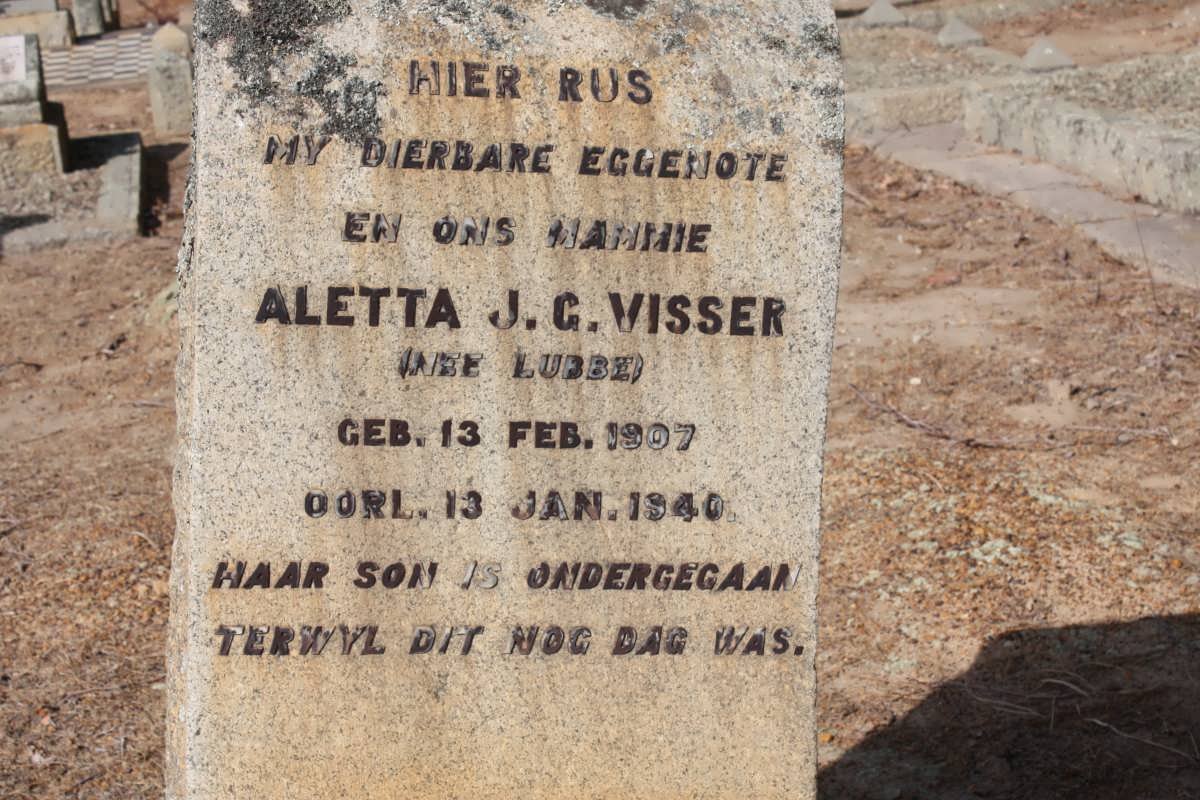 HIER RUS
MY DIERBARE EGGENOTE
EN ONS MAMMIE
ALETTA J.G. VISSER
(NEE LUBBE)
GEB. 13 FEB. 1907
OORL. 13 JAN. 1940.
HAAR SON IS ONDERGEGAAN
TERWYL DIT NOG DAG WAS.